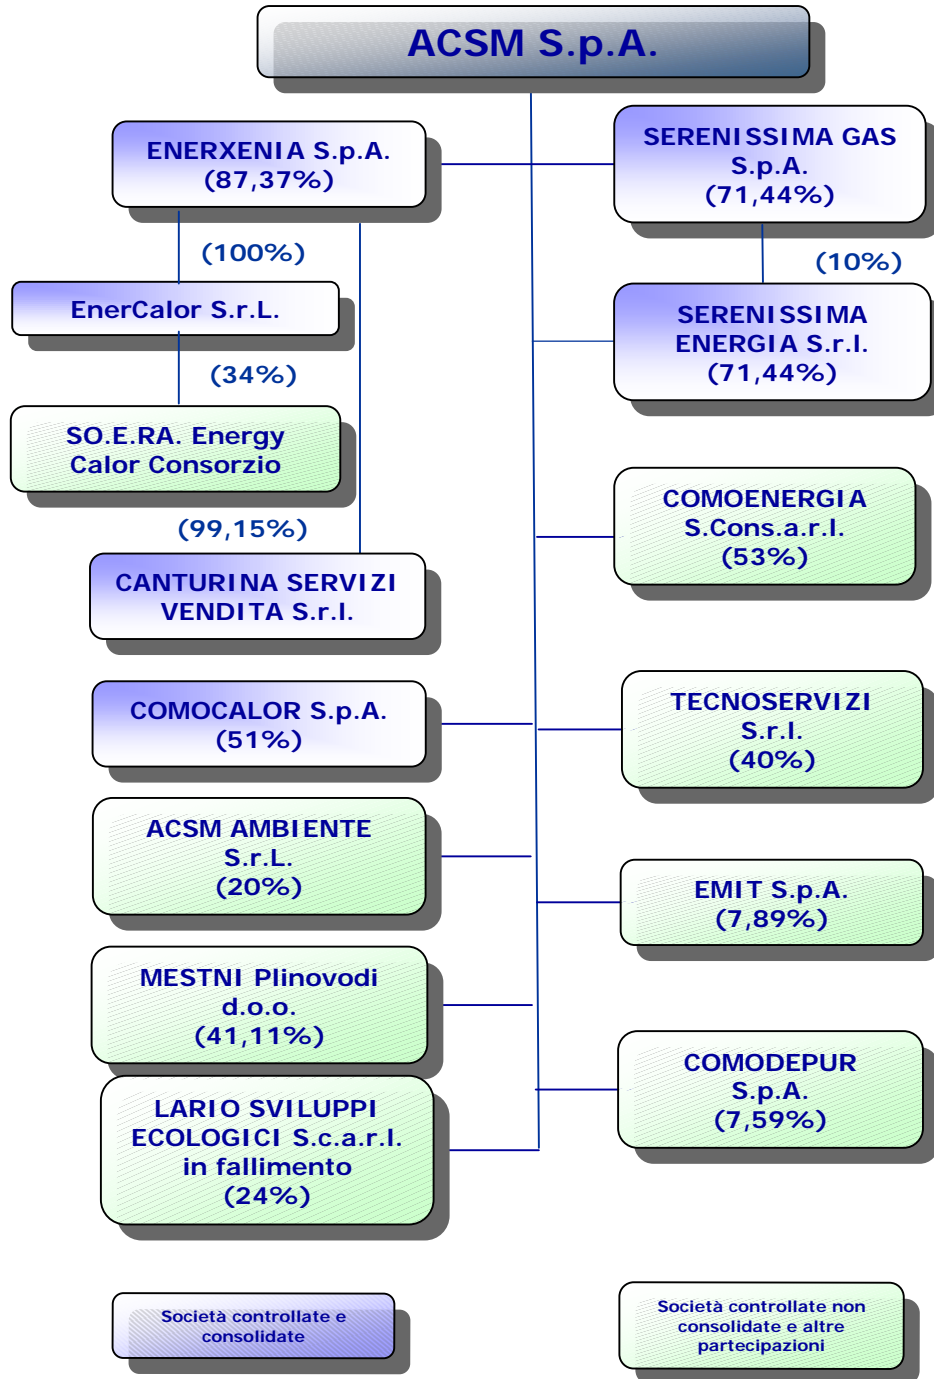 ACSM S.p.A.
ENERXENIA S.p.A.
(87,37%)
SERENISSIMA GAS
S.p.A.
(71,44%)
(100%)
(10%)
EnerCalor S.r.L.
SERENISSIMA
ENERGIA S.r.l.
(71,44%)
(34%)
SO.E.RA. Energy
Calor Consorzio
COMOENERGIA
S.Cons.a.r.l.
(53%)
(99,15%)
CANTURINA SERVIZI
VENDITA S.r.l.
COMOCALOR S.p.A.
(51%)
TECNOSERVIZI
S.r.l.
(40%)
ACSM AMBIENTE
S.r.L.
(20%)
EMIT S.p.A.
(7,89%)
MESTNI Plinovodi
d.o.o.
(41,11%)
COMODEPUR
S.p.A.
(7,59%)
LARIO SVILUPPI
ECOLOGICI S.c.a.r.l.
in fallimento
(24%)
Società controllate e
consolidate
Società controllate non
consolidate e altre
partecipazioni